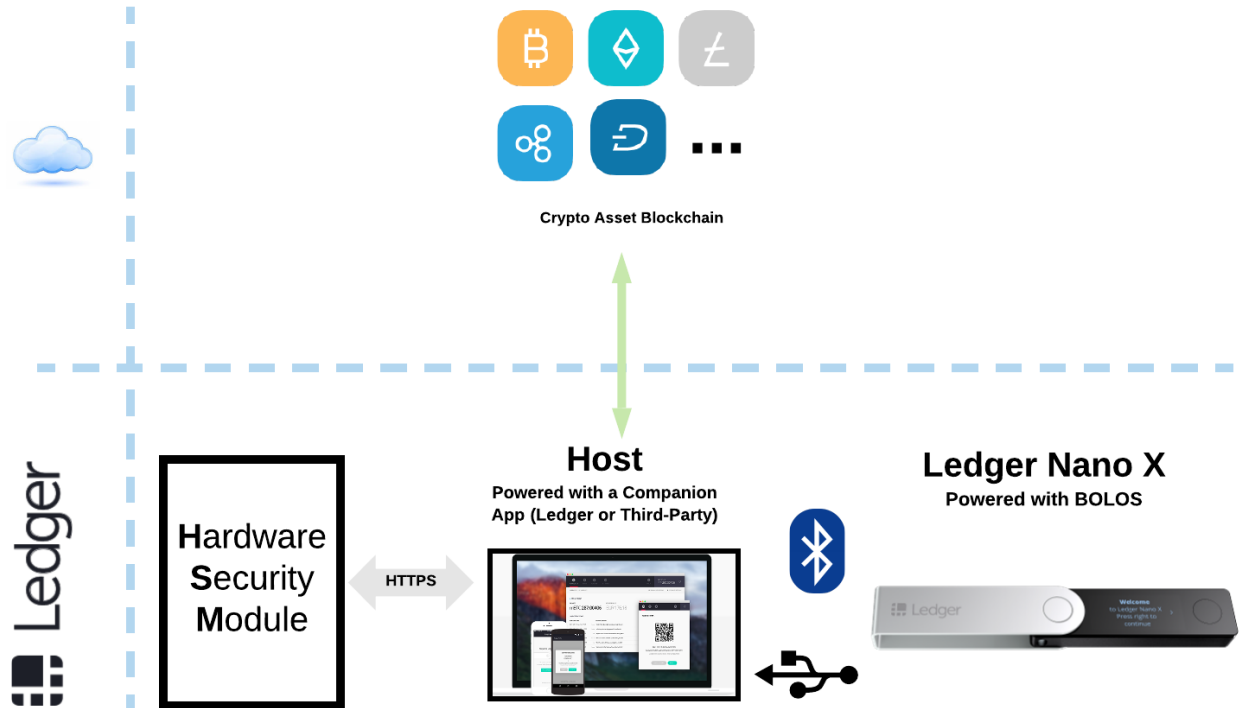 Crypto Asset Blockchain
Host
Powered with a Companion
App (Ledger or Third-Party)
Ledger Nano X
Powered with BOLOS
Hardware
Security
Module
HTTPS
Ledger
Ledger
Welcome
to Ledger Nano X
Press right to
continue